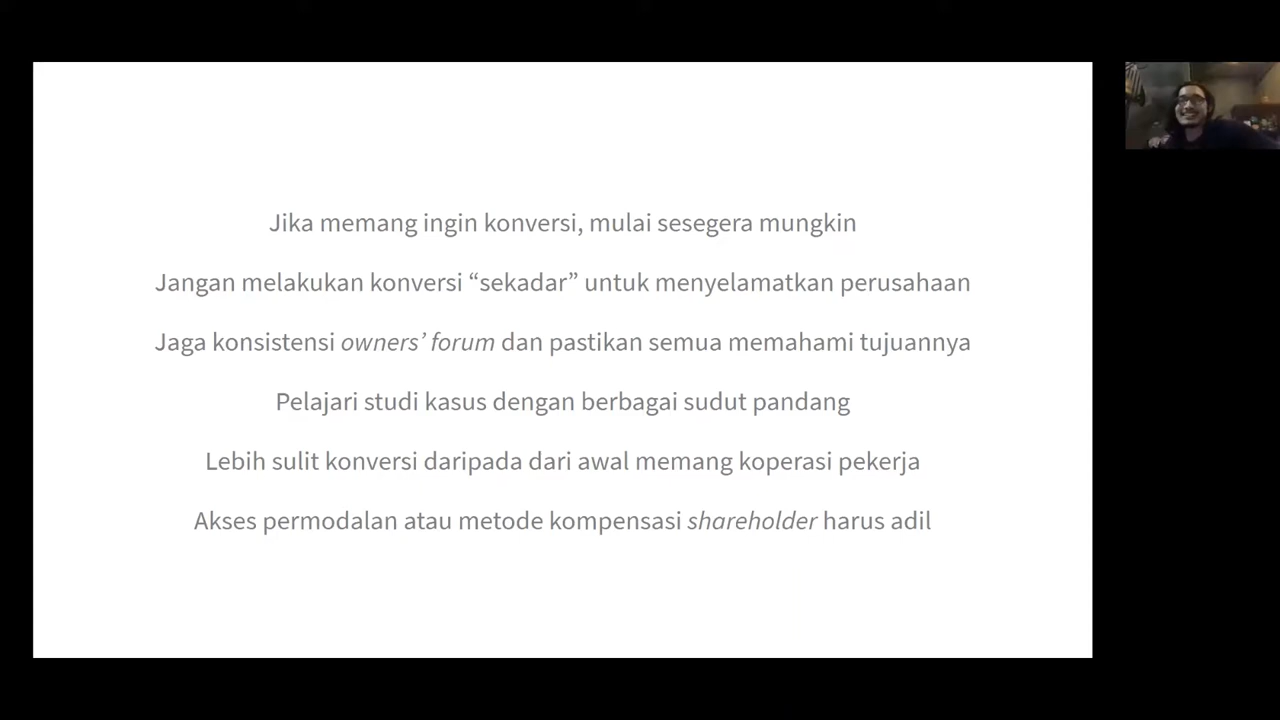 Jika memang ingin konversi, mulai sesegera mungkin
Jangan melakukan konversi “sekadar” untuk menyelamatkan perusahaan
Jaga konsistensi owners’ forum dan pastikan semua memahami tujuannya
Pelajari studi kasus dengan berbagai sudut pandang
Lebih sulit konversi daripada dari awal memang koperasi pekerja
Akses permodalan atau metode kompensasi shareholder harus adil